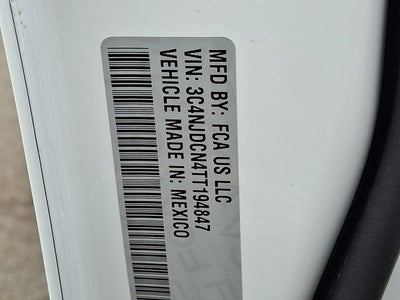 MFD BY: FCA US LLC
VIN: 3C4NJDCN4TT194847
VEHICLE MADE IN: MEXICO